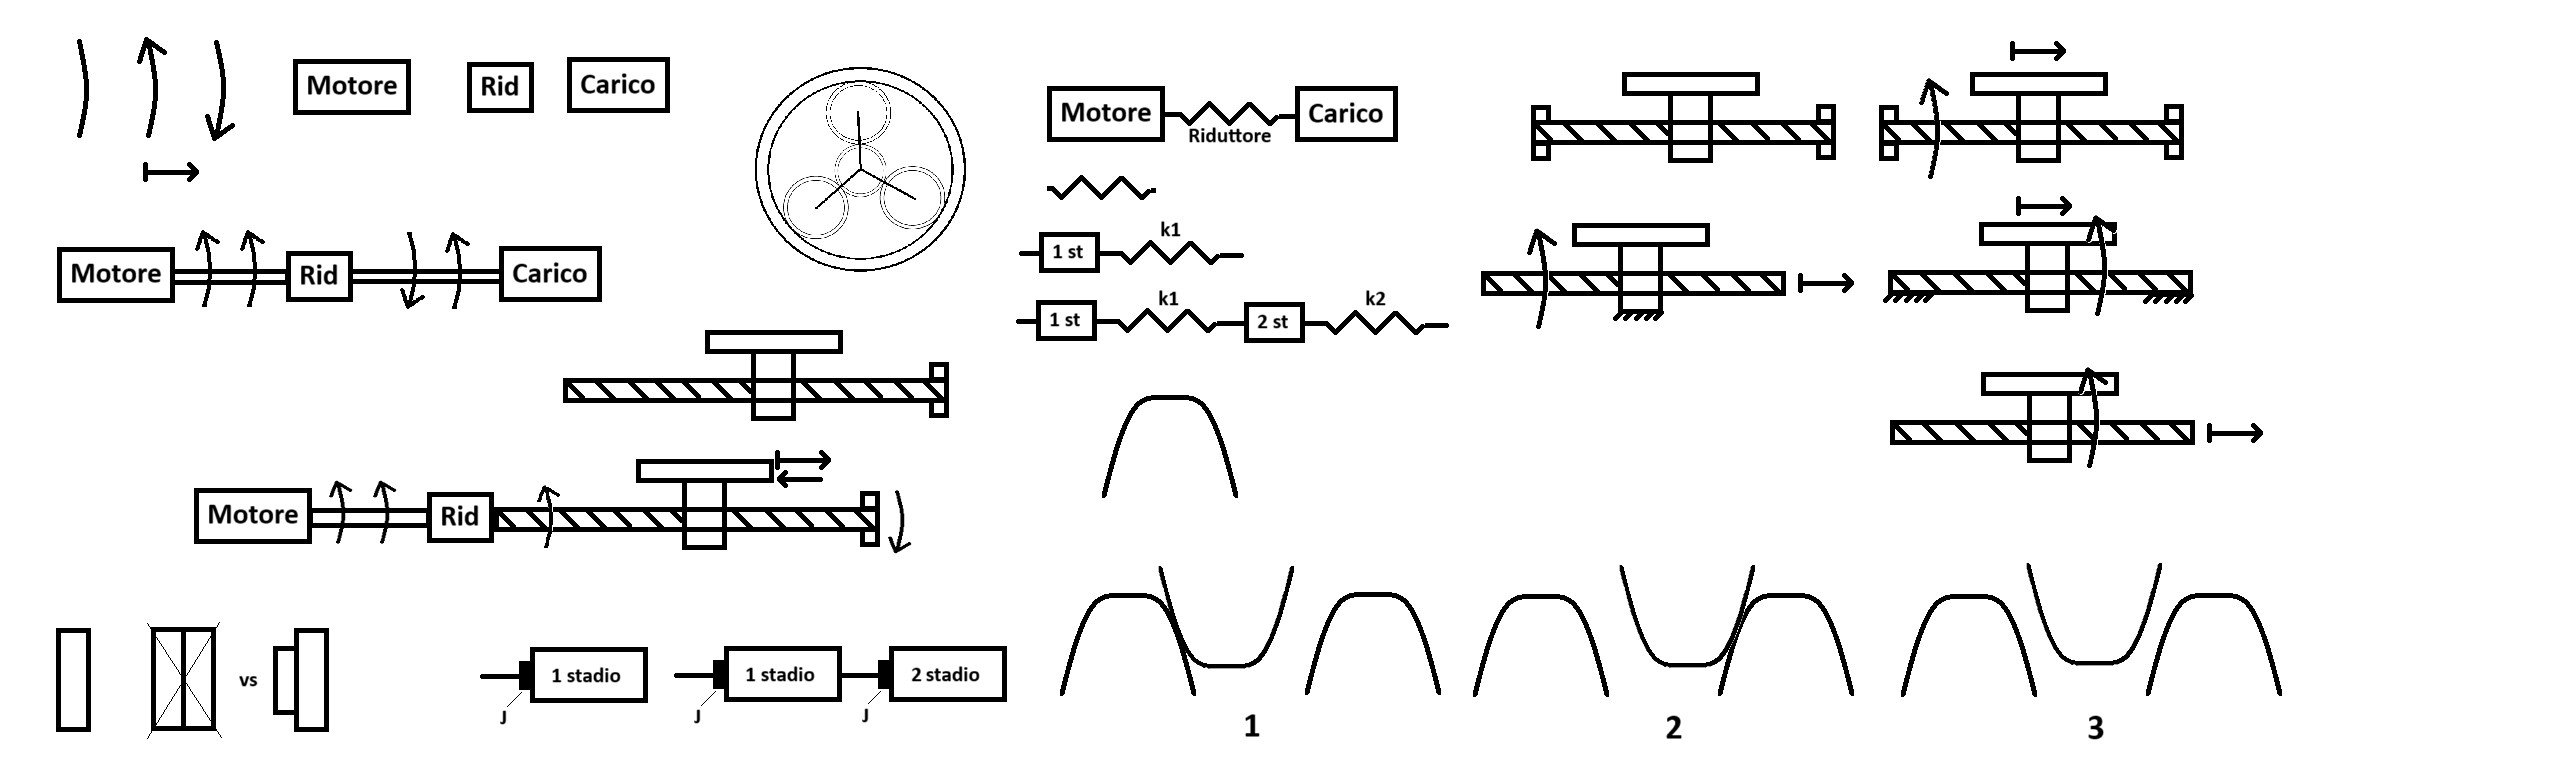 Motore
Rid
Carico
Motore
Riduttore
Carico
k1
1 st
Motore
Rid
Carico
k1
k2
1 st
2 st
Motore
Rid
vs
1 stadio
J
1 stadio
2 stadio
J
J
1
2
3